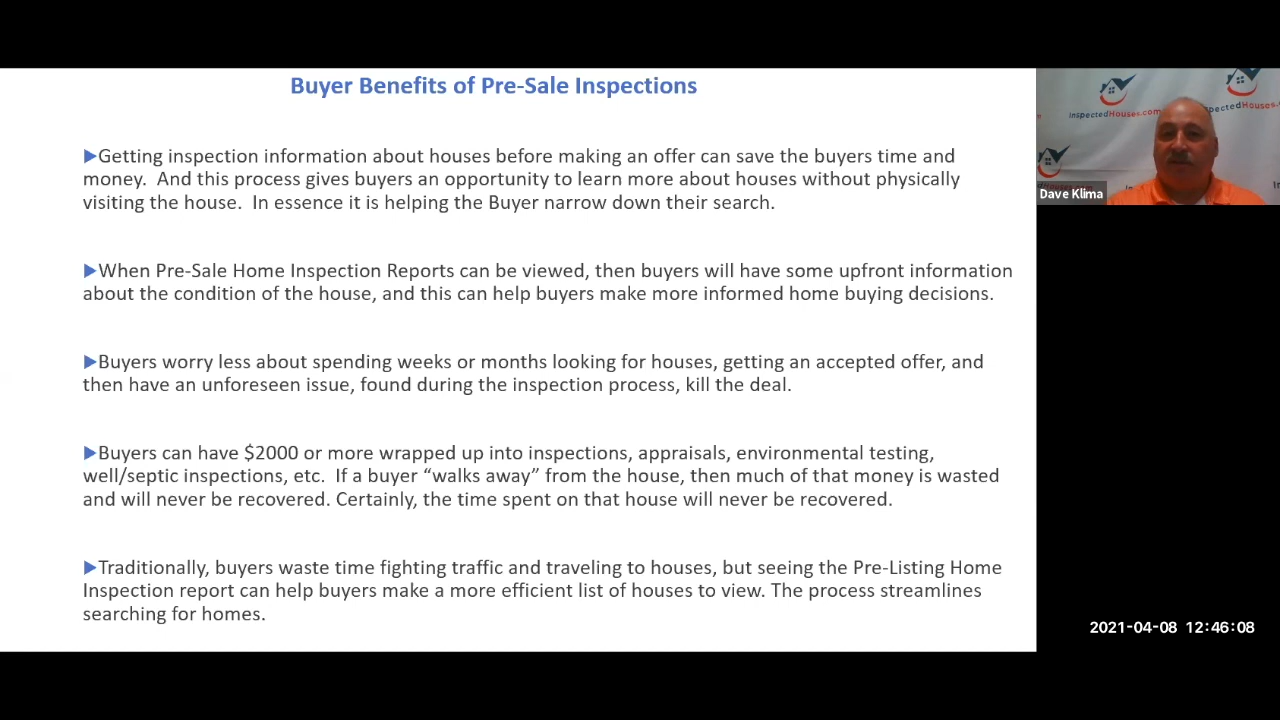 Buyer Benefits of Pre-Sale Inspections
▶Getting inspection information about houses before making an offer can save the buyers time and
money.  And this process gives buyers an opportunity to learn more about houses without physically
visiting the house.  In essence it is helping the Buyer narrow down their search.
▶When Pre-Sale Home Inspection Reports can be viewed, then buyers will have some upfront information
about the condition of the house, and this can help buyers make more informed home buying decisions.
▶Buyers worry less about spending weeks or months looking for houses, getting an accepted offer, and
then have an unforeseen issue, found during the inspection process, kill the deal.
▶Buyers can have $2000 or more wrapped up into inspections, appraisals, environmental testing,
well/septic inspections, etc.  If a buyer “walks away” from the house, then much of that money is wasted
and will never be recovered. Certainly, the time spent on that house will never be recovered.
▶Traditionally, buyers waste time fighting traffic and traveling to houses, but seeing the Pre-Listing Home
Inspection report can help buyers make a more efficient list of houses to view. The process streamlines
searching for homes.
InspectedHouses.com
Dave Klima
2021-04-08 12:46:08